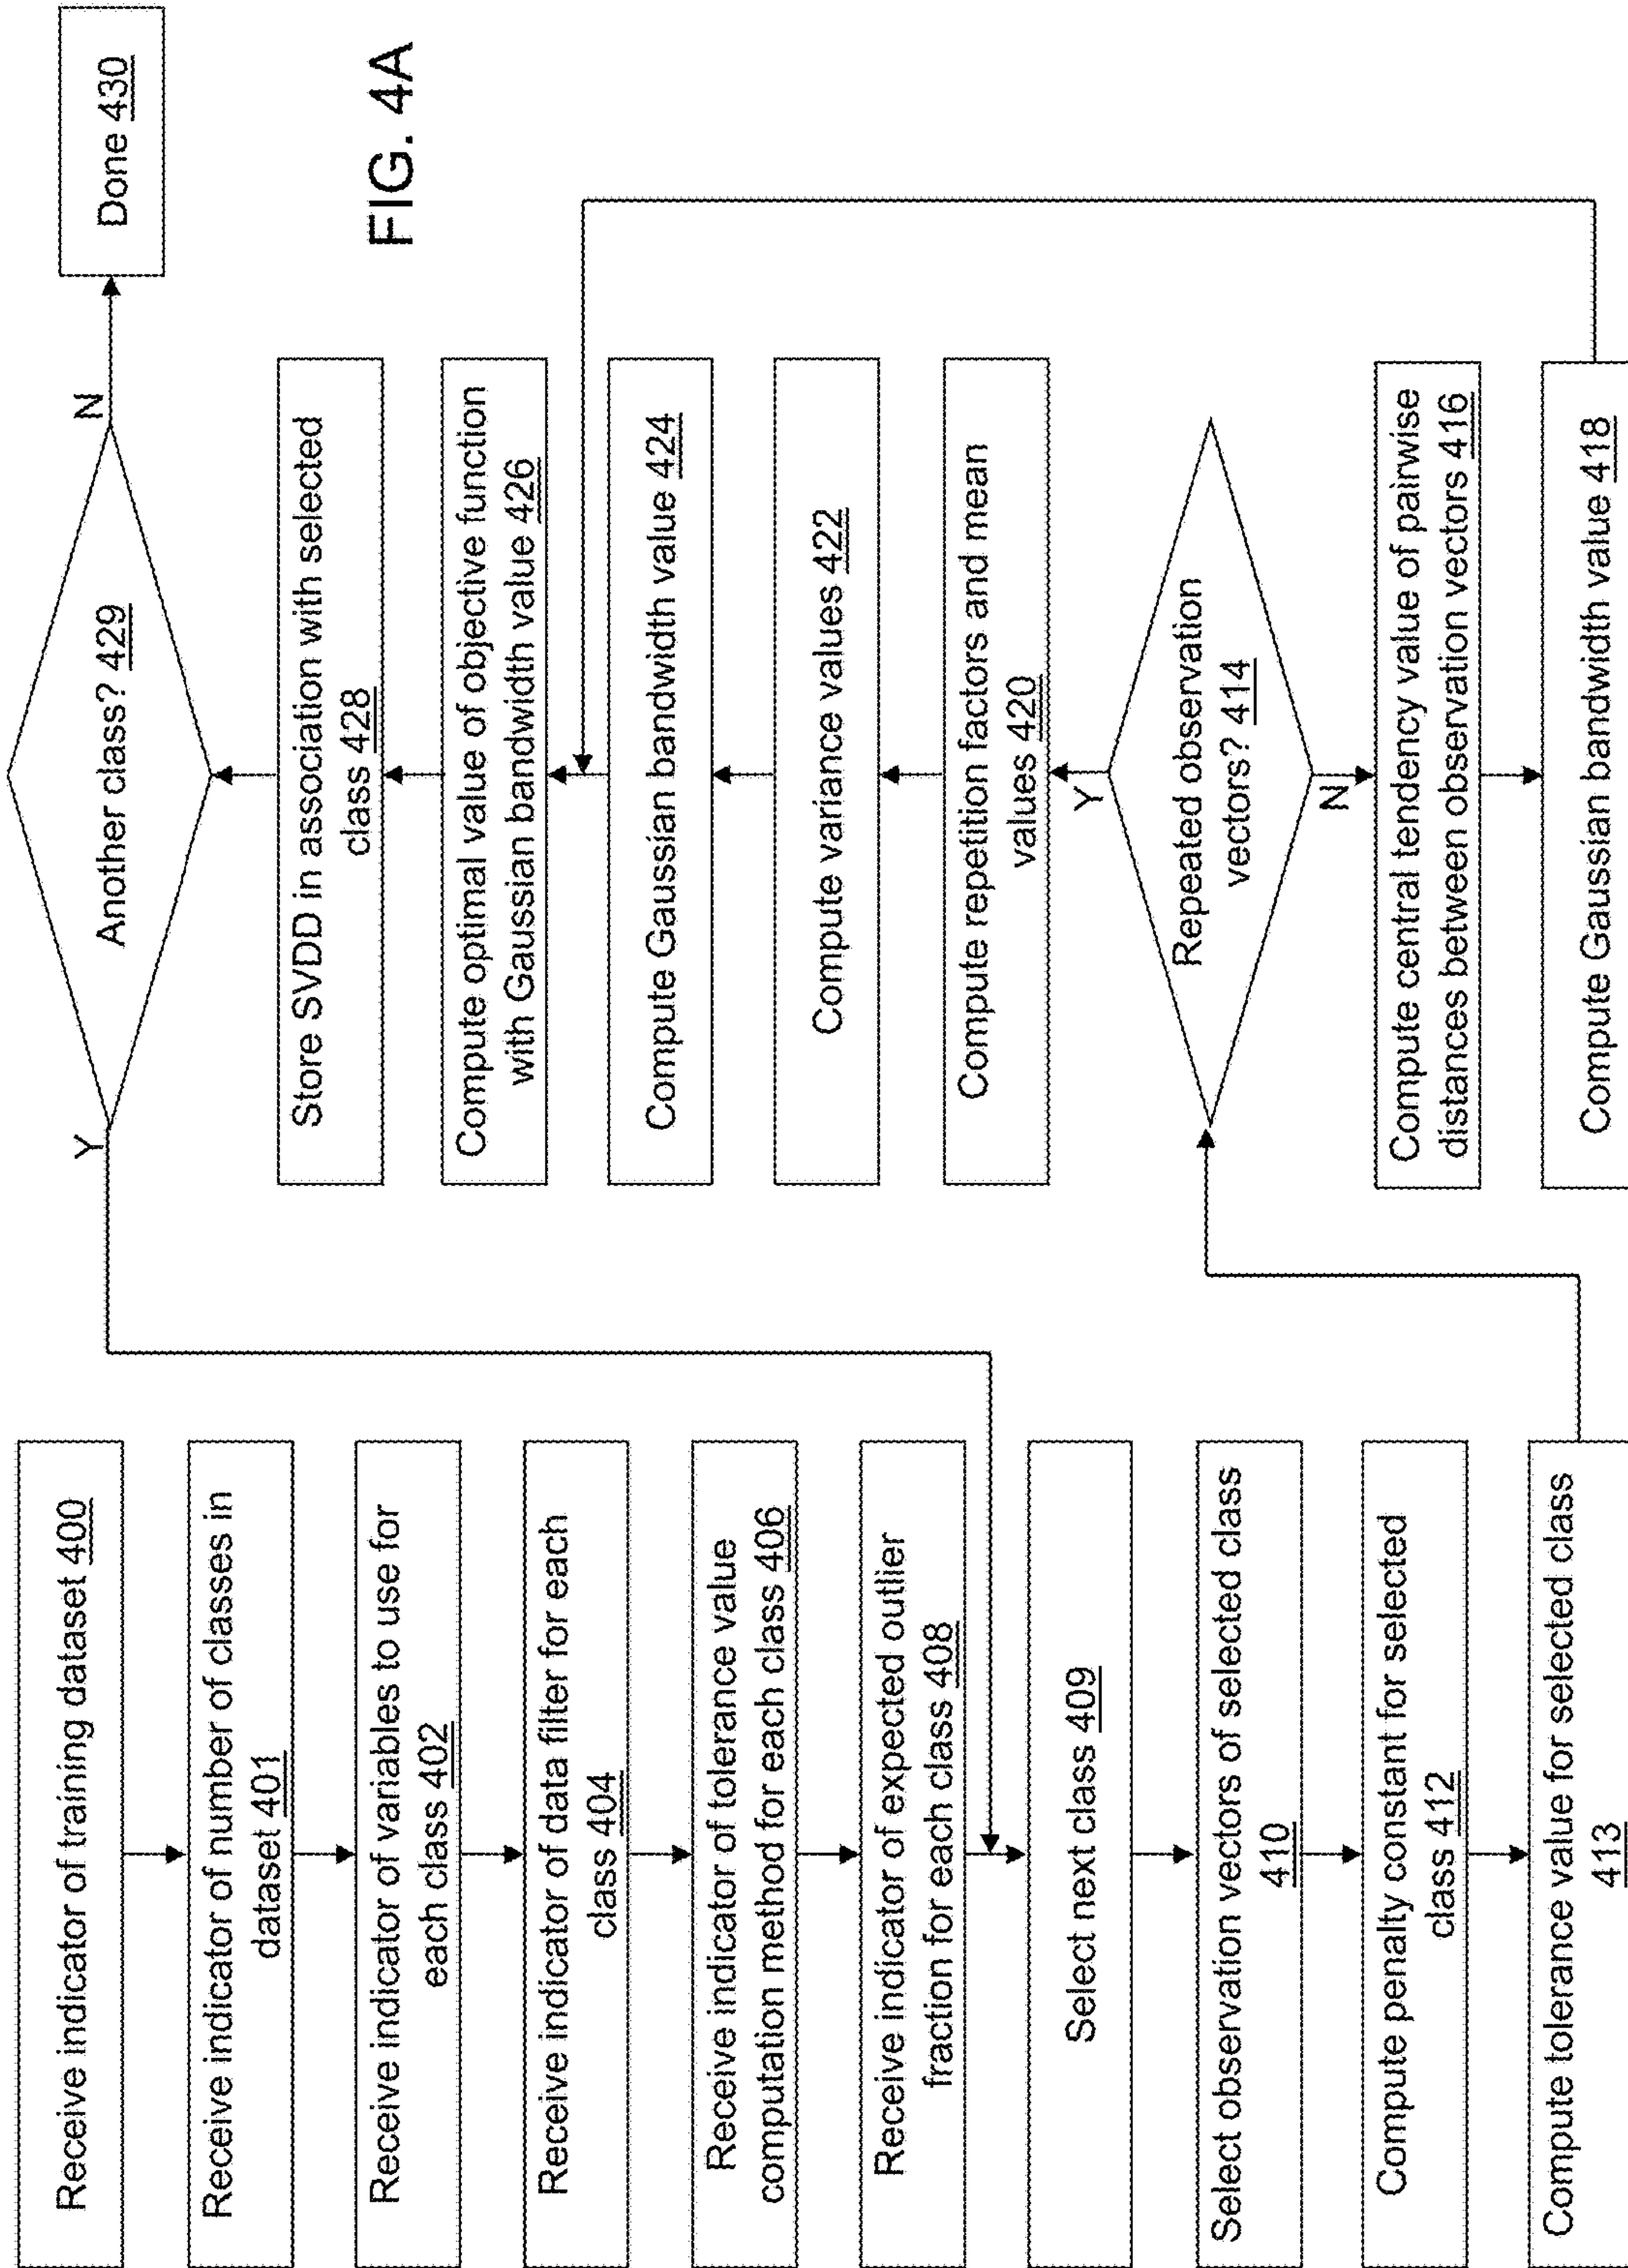 Receive indicator of training dataset 400
Receive indicator of number of classes in
dataset 401
Receive indicator of variables to use for
each class 402
Receive indicator of data filter for each
class 404
Receive indicator of tolerance value
computation method for each class 406
Receive indicator of expected outlier
fraction for each class 408
Select next class 409
Select observation vectors of selected class
410
Compute penalty constant for selected
class 412
Compute tolerance value for selected class
413
Y
Another class? 429
N
Done 430
Store SVDD in association with selected
class 428
Compute optimal value of objective function
with Gaussian bandwidth value 426
Compute Gaussian bandwidth value 424
Compute variance values 422
Compute repetition factors and mean
values 420
Y
Repeated observation
vectors? 414
N
Compute central tendency value of pairwise
distances between observation vectors 416
Compute Gaussian bandwidth value 418
FIG. 4A